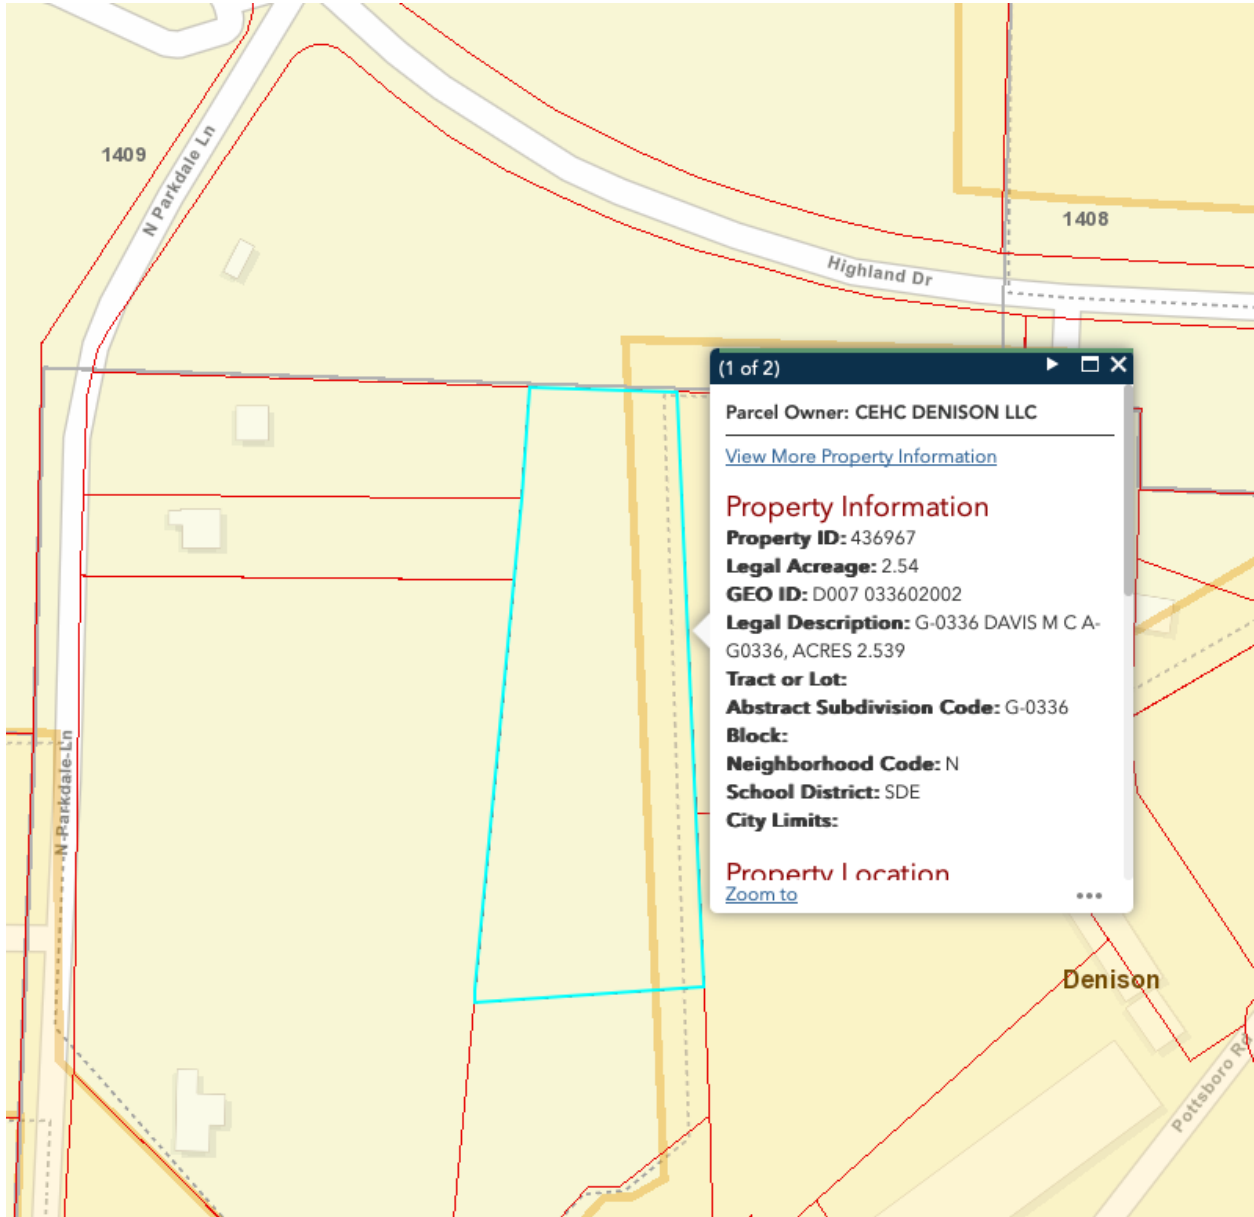 1409
N Parkdale Ln
1408
Highland Dr
(1 of 2)
Parcel Owner: CEHC DENISON LLC
View More Property Information
Property Information
Property ID: 436967
Legal Acreage: 2.54
GEO ID: D007 033602002
Legal Description: G-0336 DAVIS M C A-
G0336, ACRES 2.539
Tract or Lot:
Abstract Subdivision Code: G-0336
Block:
Neighborhood Code: N
School District: SDE
City Limits:
Property Location
Zoom to
N Parkdale Ln
Denison
Pottsboro Rd